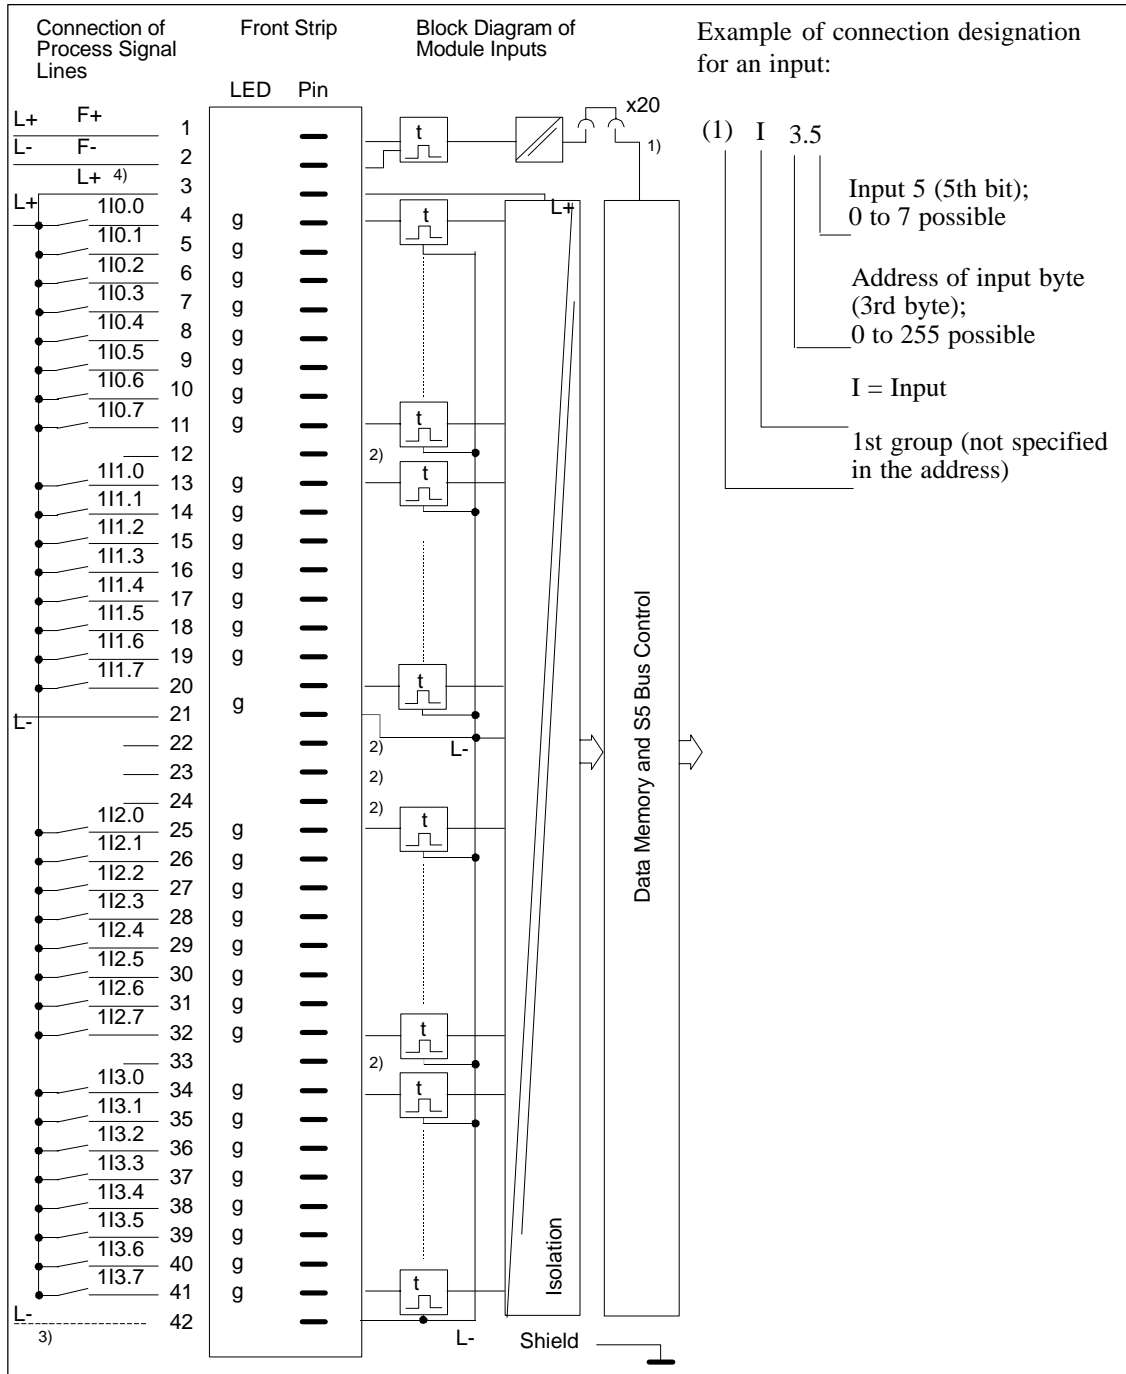 Connection of
Process Signal
Lines
Front Strip
Block Diagram of
Module Inputs
Example of connection designation
for an input:
LED Pin
L+ F+ 1 t x20
L- F- 2 1)
L+ 4) 3 L+
L+ 1I0.0 4 g t
1I0.1 5 g
1I0.2 6 g
1I0.3 7 g
1I0.4 8 g
1I0.5 9 g
1I0.6 10 g
1I0.7 11 g t
12 2)
1I1.0 13 g t
1I1.1 14 g
1I1.2 15 g
1I1.3 16 g
1I1.4 17 g
1I1.5 18 g
1I1.6 19 g
1I1.7 20 g t
L- 21 L-
22 2)
23 2)
24 2)
1I2.0 25 g t
1I2.1 26 g
1I2.2 27 g
1I2.3 28 g
1I2.4 29 g
1I2.5 30 g
1I2.6 31 g
1I2.7 32 g t
33 2)
1I3.0 34 g t
1I3.1 35 g
1I3.2 36 g
1I3.3 37 g
1I3.4 38 g
1I3.5 39 g
1I3.6 40 g
1I3.7 41 g t
L- 3) 42 L-
Isolation
Shield
Data Memory and S5 Bus Control
(1) I 3.5
Input 5 (5th bit);
0 to 7 possible
Address of input byte
(3rd byte);
0 to 255 possible
I = Input
1st group (not specified
in the address)